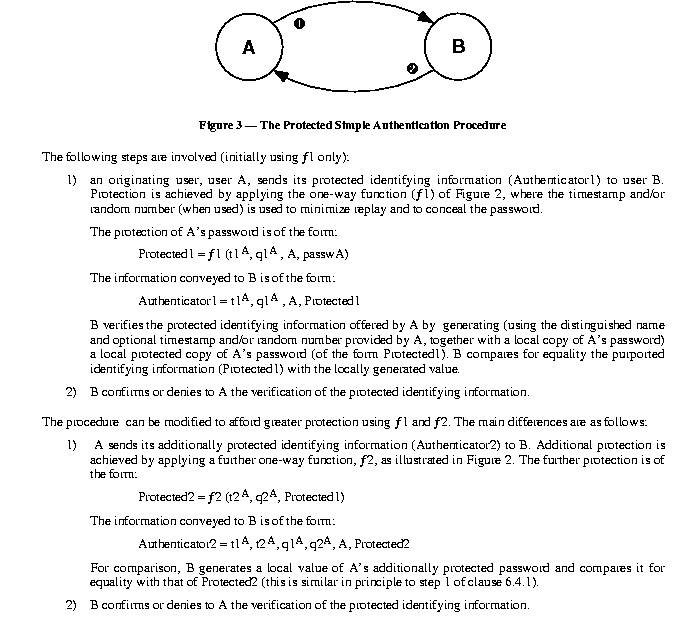 A
❶
B
❷
Figure 3 — The Protected Simple Authentication Procedure
The following steps are involved (initially using f1 only):
1) an originating user, user A, sends its protected identifying information (Authenticator1) to user B.
Protection is achieved by applying the one-way function (f1) of Figure 2, where the timestamp and/or
random number (when used) is used to minimize replay and to conceal the password.
The protection of A's password is of the form:
Protected1 = f1 (t1^A, q1^A , A, passwA)
The information conveyed to B is of the form:
Authenticator1 = t1^A, q1^A , A, Protected1
B verifies the protected identifying information offered by A by generating (using the distinguished name
and optional timestamp and/or random number provided by A, together with a local copy of A's password)
a local protected copy of A's password (of the form Protected1). B compares for equality the purported
identifying information (Protected1) with the locally generated value.
2) B confirms or denies to A the verification of the protected identifying information.
The procedure can be modified to afford greater protection using f1 and f2. The main differences are as follows:
1) A sends its additionally protected identifying information (Authenticator2) to B. Additional protection is
achieved by applying a further one-way function, f2, as illustrated in Figure 2. The further protection is of
the form:
Protected2 = f2 (t2^A, q2^A, Protected1)
The information conveyed to B is of the form:
Authenticator2 = t1^A, t2^A, q1^A, q2^A, A, Protected2
For comparison, B generates a local value of A's additionally protected password and compares it for
equality with that of Protected2 (this is similar in principle to step 1 of clause 6.4.1).
2) B confirms or denies to A the verification of the protected identifying information.